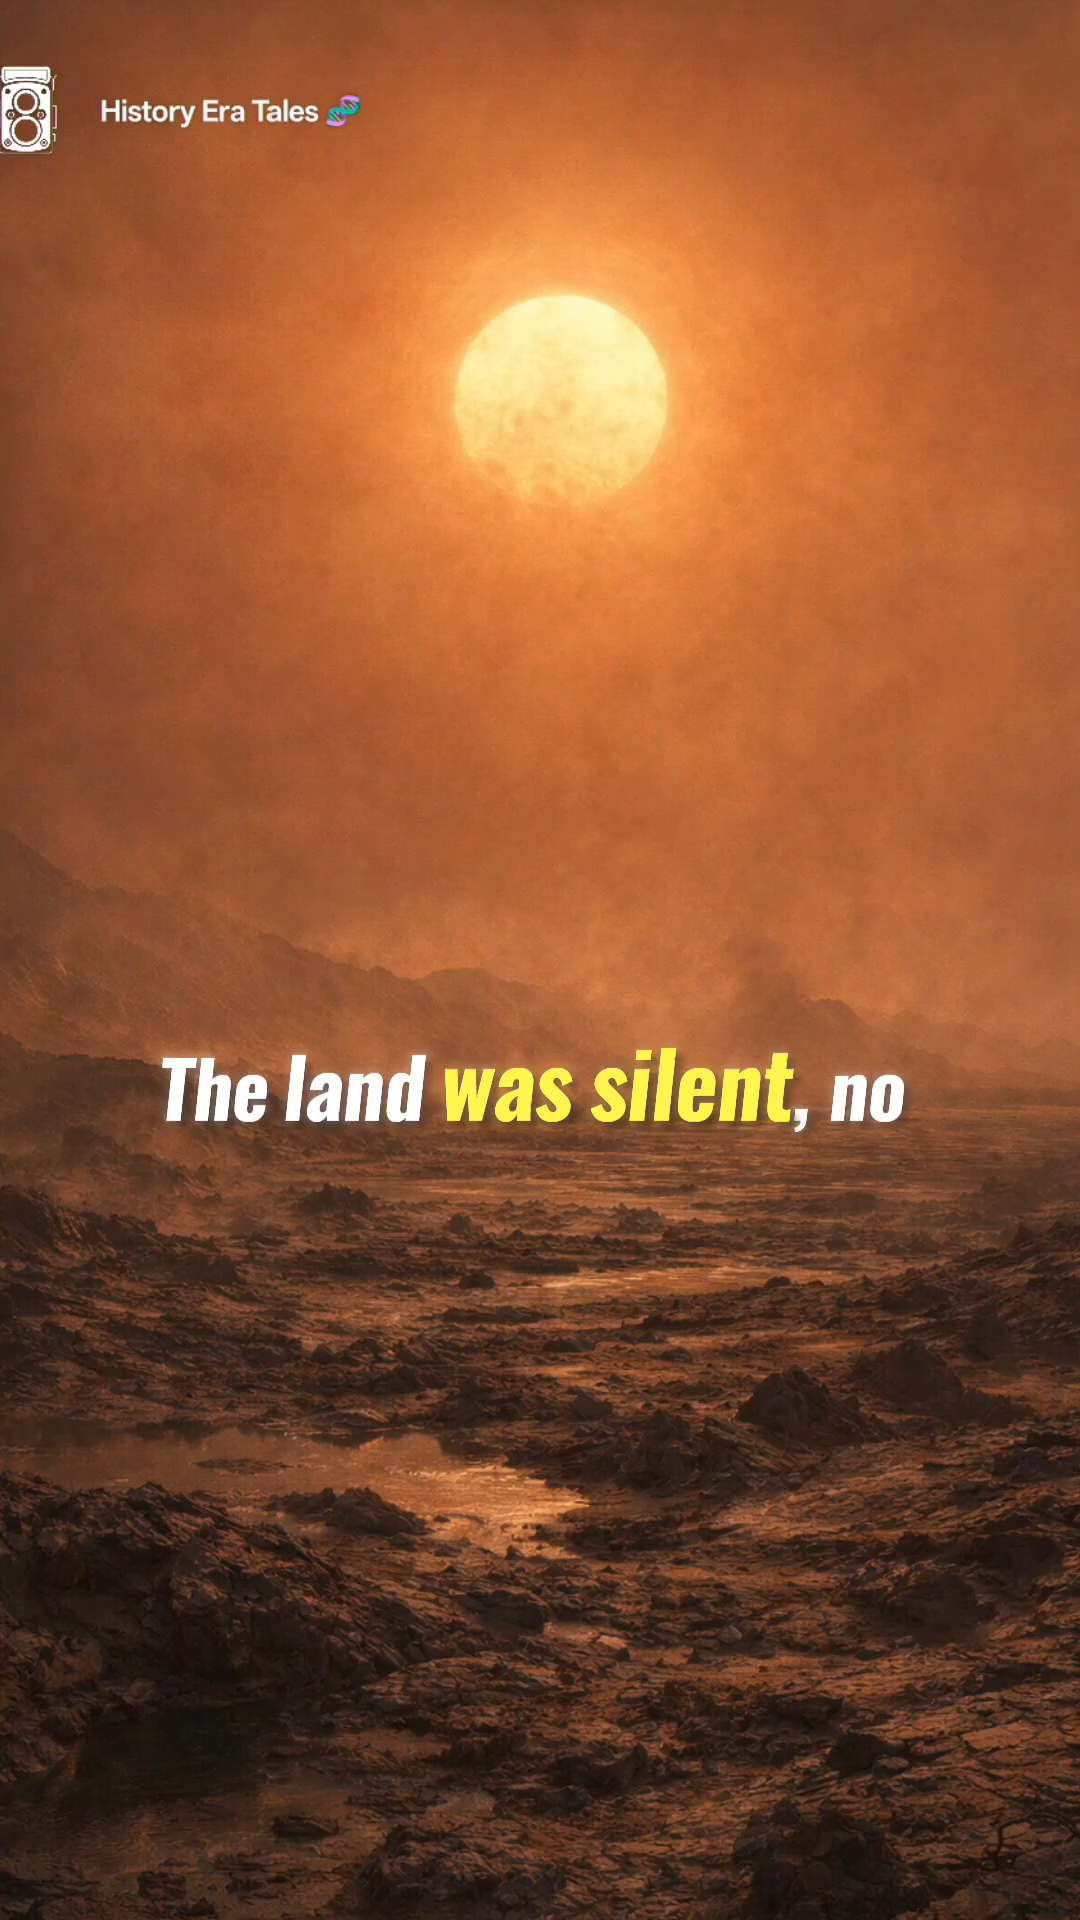 History Era Tales 🧬
The land was silent, no